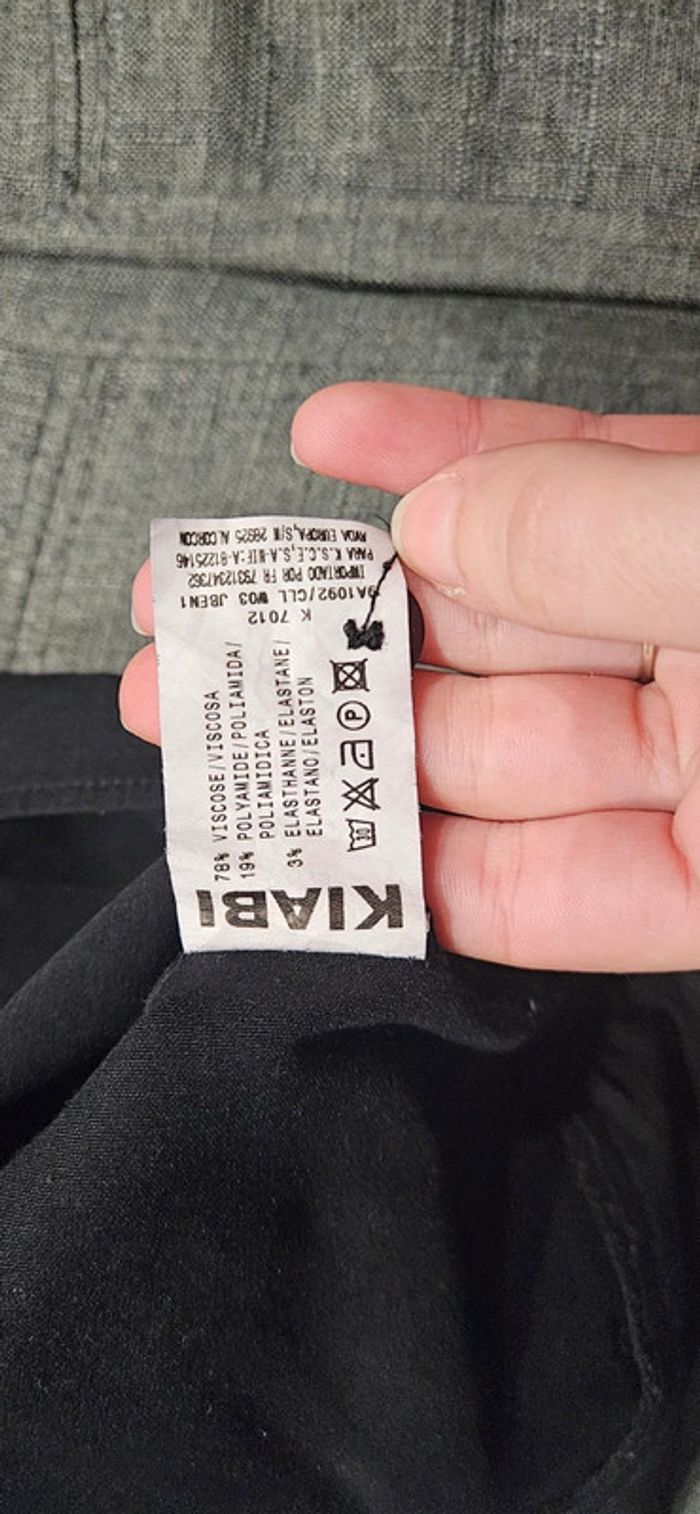 KIABI
78% VISCOSE/VISCOSA
19% POLYAMIDE/POLIAMIDA/
POLIAMIDICA
3% ELASTHANNE/ELASTANE/
ELASTANO/ELASTON
30
P
K 7012
9A1092/CLL W03 JBEN1
IMPORTADO POR FR 79312347362
PARA K.S.C.E,S.A-NIF:A-81225146
AVDA EUROPA,S/N 28925 ALCORCON